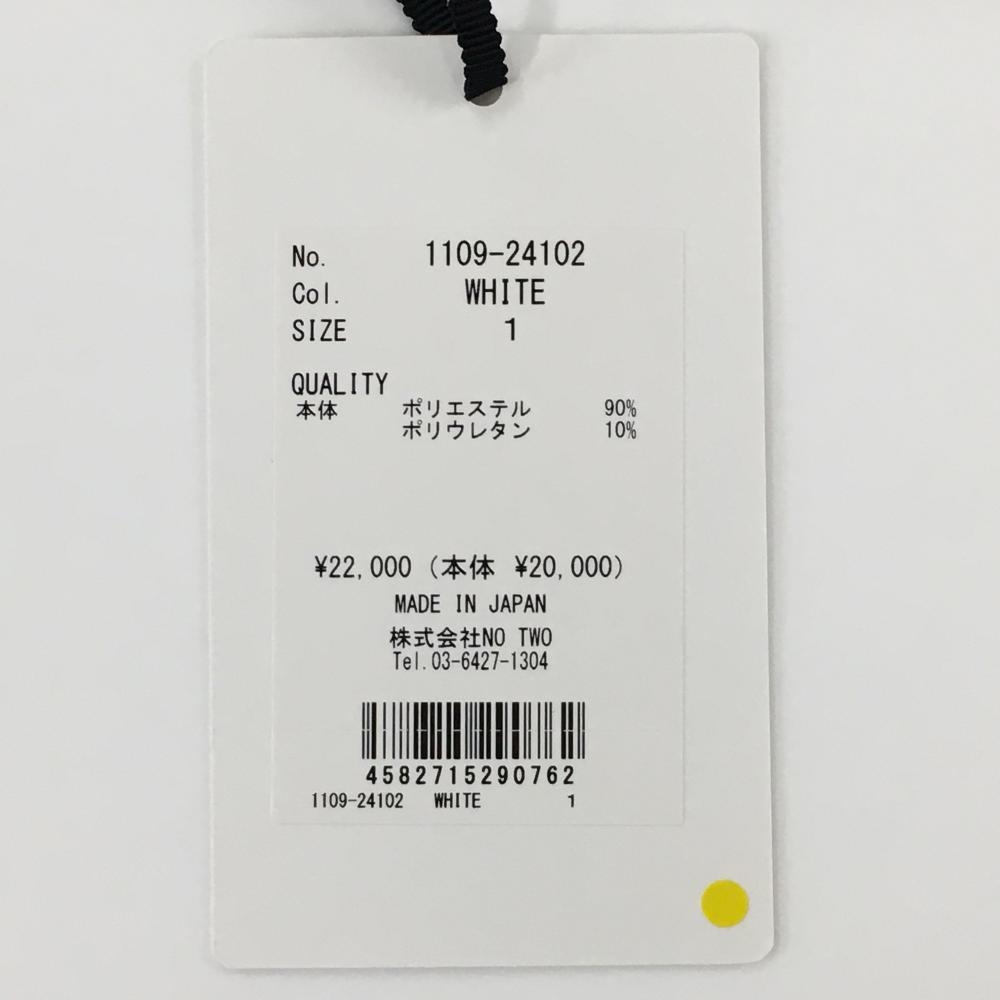 No. 1109-24102
Col. WHITE
SIZE 1
QUALITY
本体 ポリエステル 90%
ポリウレタン 10%
¥22,000 (本体 ¥20,000)
MADE IN JAPAN
株式会社NO TWO
Tel.03-6427-1304
4582715290762
1109-24102 WHITE 1